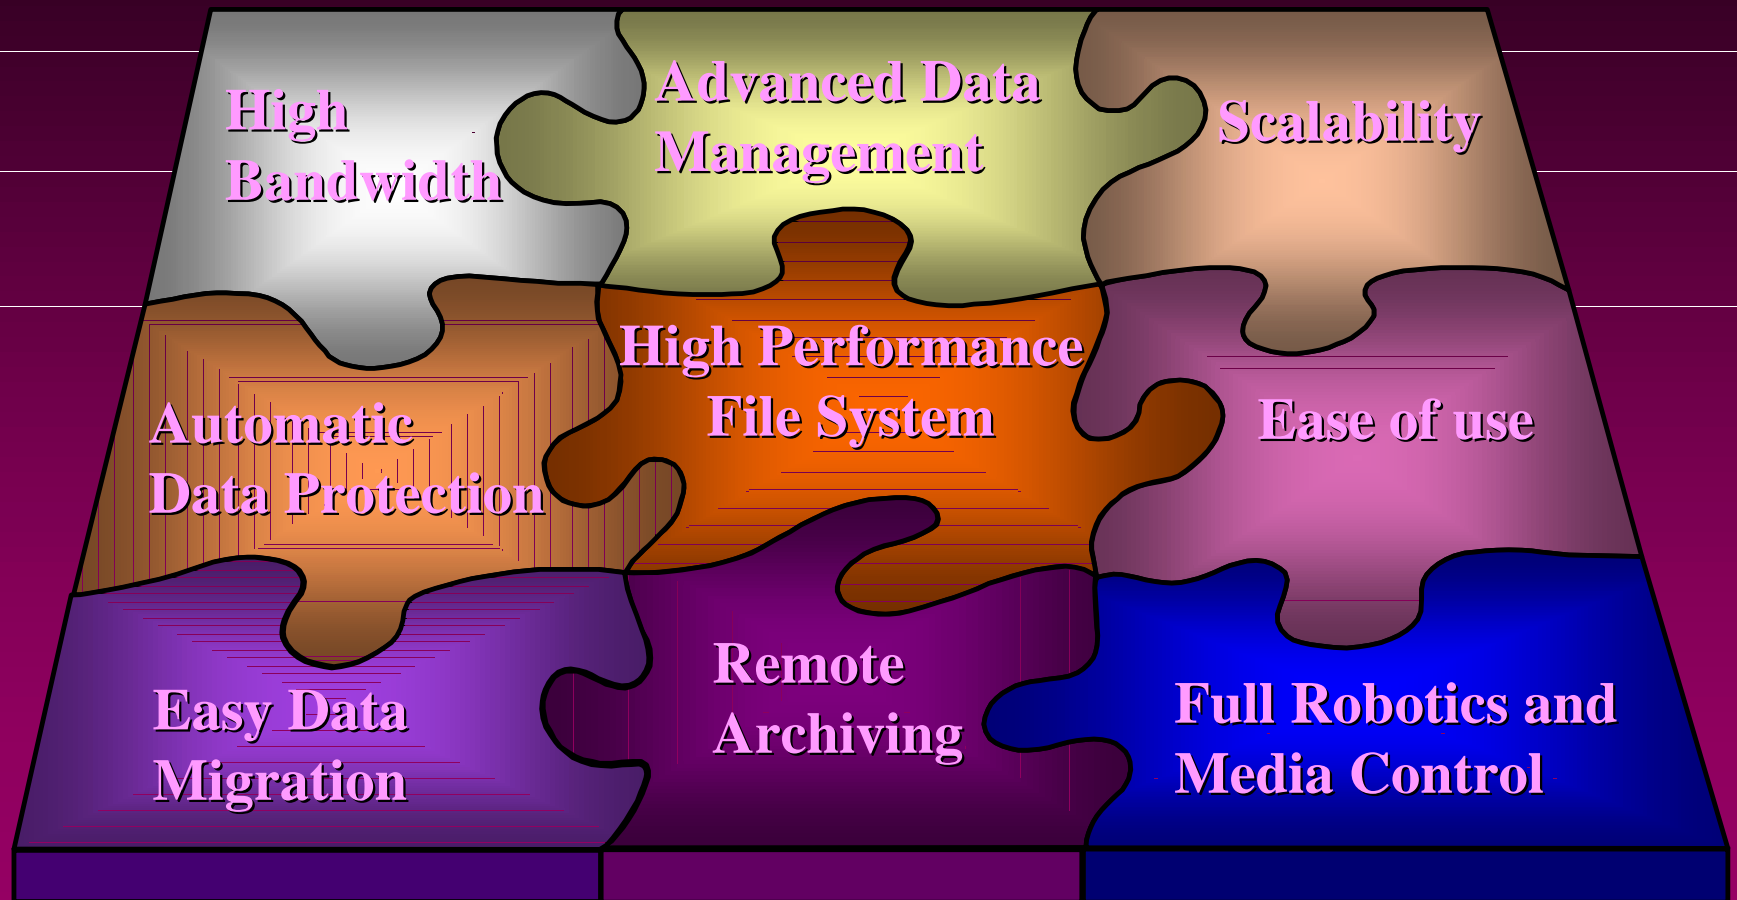 High
Bandwidth
Advanced Data
Management
Scalability
Automatic
Data Protection
High Performance
File System
Ease of use
Easy Data
Migration
Remote
Archiving
Full Robotics and
Media Control